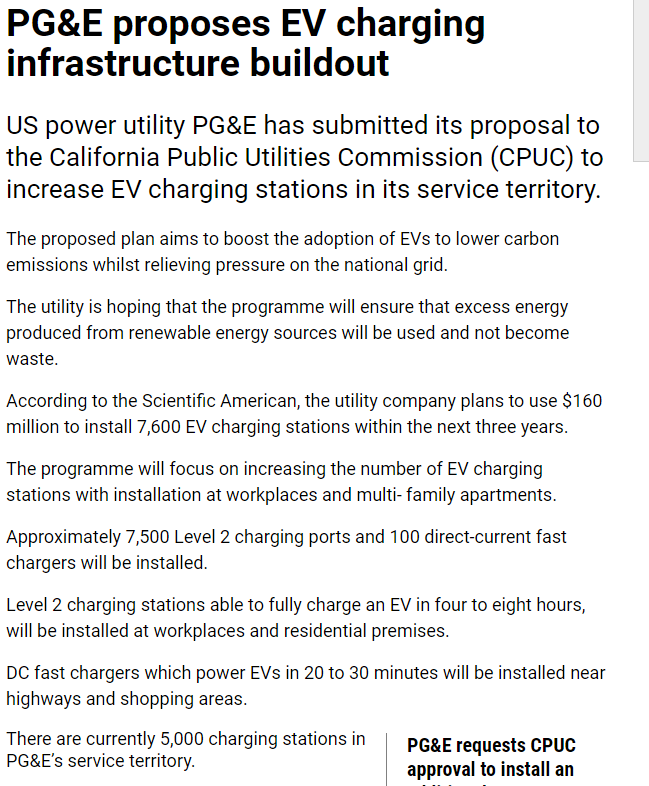 PG&E proposes EV charging
infrastructure buildout
US power utility PG&E has submitted its proposal to
the California Public Utilities Commission (CPUC) to
increase EV charging stations in its service territory.
The proposed plan aims to boost the adoption of EVs to lower carbon
emissions whilst relieving pressure on the national grid.
The utility is hoping that the programme will ensure that excess energy
produced from renewable energy sources will be used and not become
waste.
According to the Scientific American, the utility company plans to use $160
million to install 7,600 EV charging stations within the next three years.
The programme will focus on increasing the number of EV charging
stations with installation at workplaces and multi- family apartments.
Approximately 7,500 Level 2 charging ports and 100 direct-current fast
chargers will be installed.
Level 2 charging stations able to fully charge an EV in four to eight hours,
will be installed at workplaces and residential premises.
DC fast chargers which power EVs in 20 to 30 minutes will be installed near
highways and shopping areas.
There are currently 5,000 charging stations in
PG&E’s service territory.
PG&E requests CPUC
approval to install an